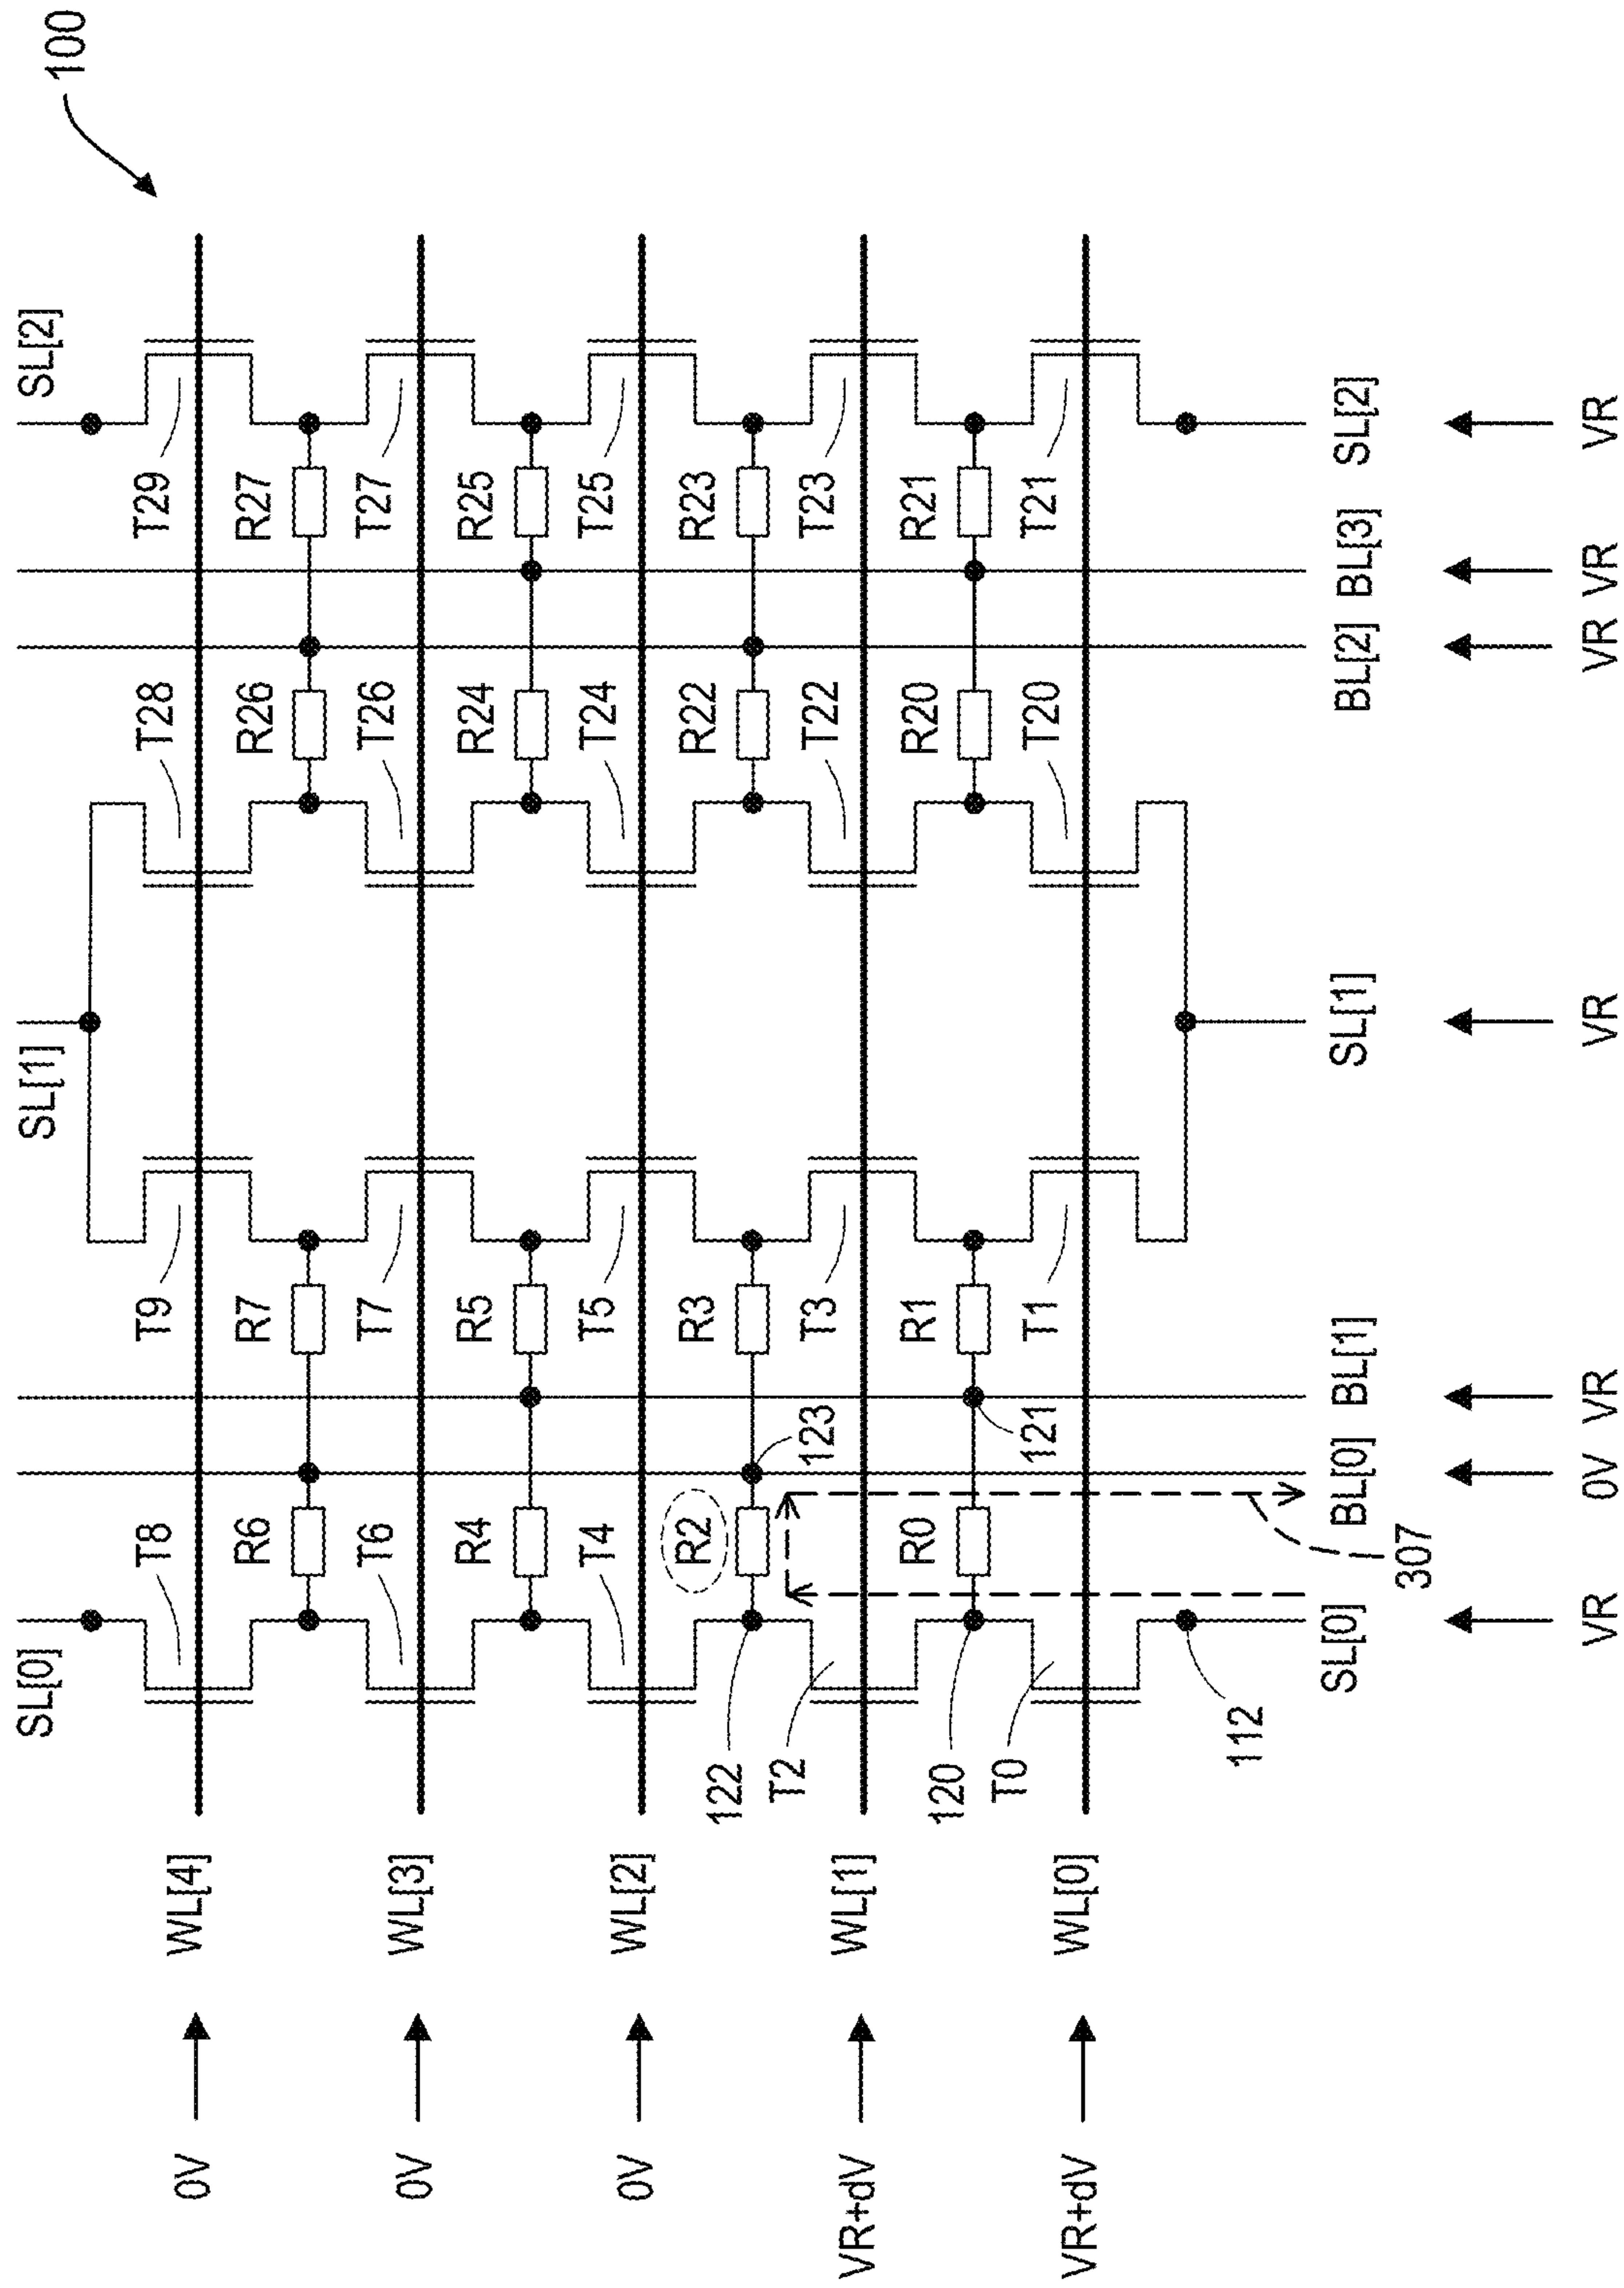 100
SL[0]
SL[1]
SL[2]
0V
WL[4]
T8
T9
T28
T29
R6
R7
R26
R27
0V
WL[3]
T6
T7
T26
T27
R4
R5
R24
R25
0V
WL[2]
T4
T5
T24
T25
122
R2
R3
R22
R23
VR+dV
WL[1]
T2
123
T3
T22
T23
120
R0
R1
R20
R21
VR+dV
WL[0]
T0
121
T1
T20
T21
112
SL[0]
BL[0]
BL[1]
SL[1]
BL[2]
BL[3]
SL[2]
307
VR
0V
VR
VR
VR
VR
VR